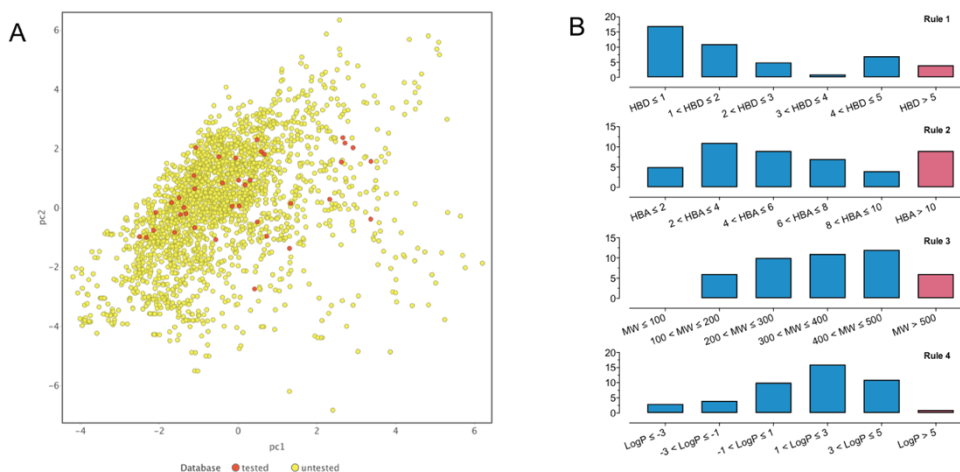 A
6
4
2
0
−2
−4
−6
pc2
−4
−2
0
2
4
6
pc1
Database tested untested
B
Rule 1
20
15
10
5
0
HBD ≤ 1
1 < HBD ≤ 2
2 < HBD ≤ 3
3 < HBD ≤ 4
4 < HBD ≤ 5
HBD > 5
Rule 2
15
10
5
0
HBA ≤ 2
2 < HBA ≤ 4
4 < HBA ≤ 6
6 < HBA ≤ 8
8 < HBA ≤ 10
HBA > 10
Rule 3
15
10
5
0
MW ≤ 100
100 < MW ≤ 200
200 < MW ≤ 300
300 < MW ≤ 400
400 < MW ≤ 500
MW > 500
Rule 4
20
15
10
5
0
LogP ≤ -3
-3 < LogP ≤ -1
-1 < LogP ≤ 1
1 < LogP ≤ 3
3 < LogP ≤ 5
LogP > 5